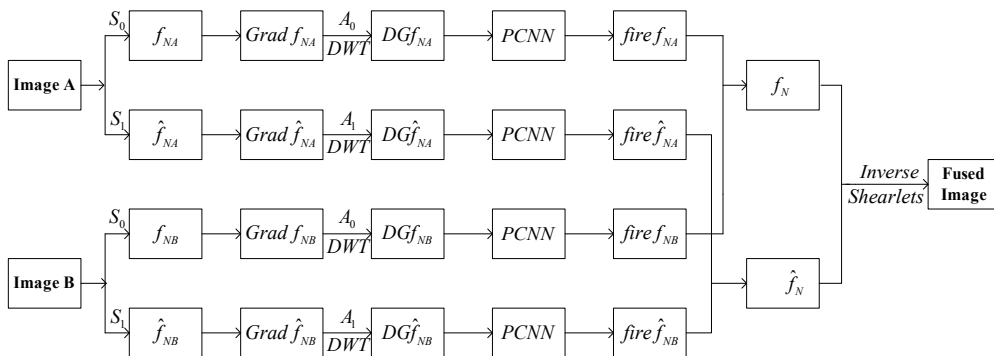 S₀ f_NA Grad f_NA A₀ DWT DGf_NA PCNN fire f_NA
Image A
f_N
S₁ f̂_NA Grad f̂_NA A₁ DWT DGf̂_NA PCNN fire f̂_NA
Inverse Shearlets
Fused Image
S₀ f_NB Grad f_NB A₀ DWT DGf_NB PCNN fire f_NB
Image B
f̂_N
S₁ f̂_NB Grad f̂_NB A₁ DWT DGf̂_NB PCNN fire f̂_NB